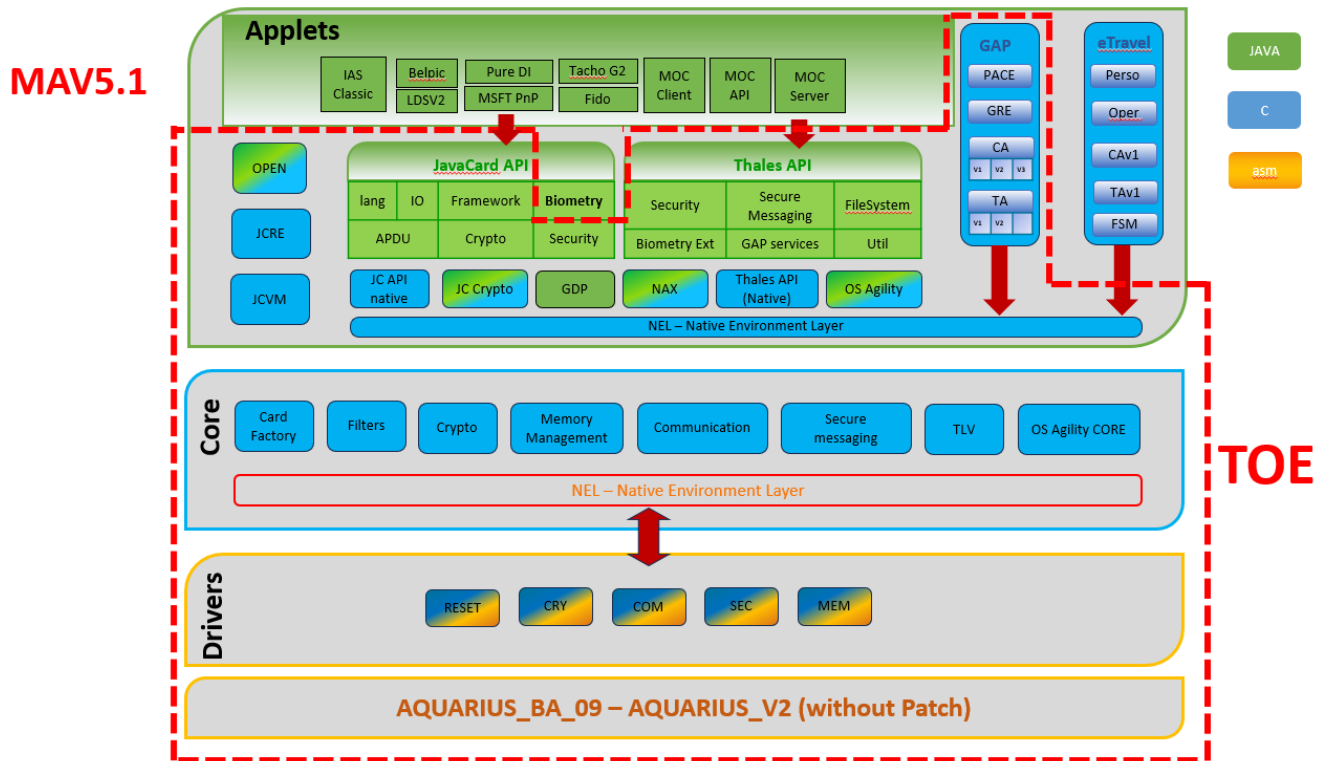 MAV5.1
Applets
IAS
Classic
Belpic
LDSV2
Pure DI
MSFT PnP
Tacho G2
Fido
MOC
Client
MOC
API
MOC
Server
GAP
PACE
GRE
CA
V1 V2 V3
TA
V1 V2
eTravel
Perso
Oper
CAv1
TAv1
FSM
JAVA
C
asm
OPEN
JCRE
JCVM
JavaCard API
lang IO Framework Biometry
APDU Crypto Security
Thales API
Security Secure
Messaging FileSystem
Biometry Ext GAP services Util
JC API
native
JC Crypto
GDP
NAX
Thales API
(Native)
OS Agility
NEL – Native Environment Layer
Core
Card
Factory
Filters
Crypto
Memory
Management
Communication
Secure
messaging
TLV
OS Agility CORE
NEL – Native Environment Layer
TOE
Drivers
RESET
CRY
COM
SEC
MEM
AQUARIUS_BA_09 – AQUARIUS_V2 (without Patch)